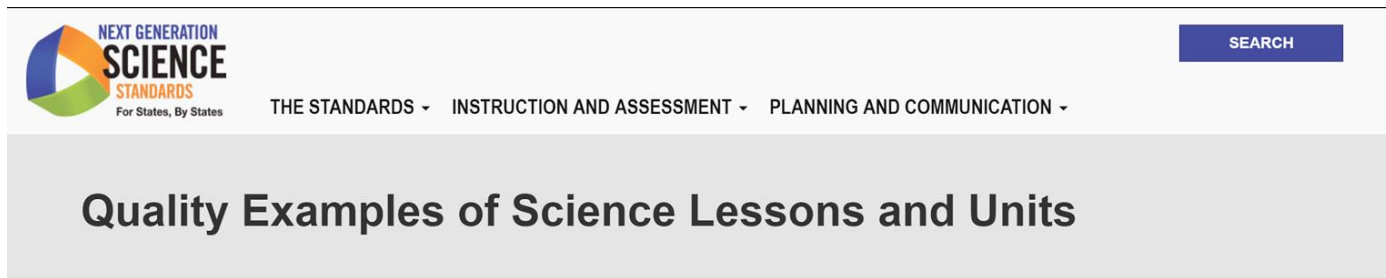 NEXT GENERATION
SCIENCE
STANDARDS
For States, By States
SEARCH
THE STANDARDS INSTRUCTION AND ASSESSMENT PLANNING AND COMMUNICATION
Quality Examples of Science Lessons and Units